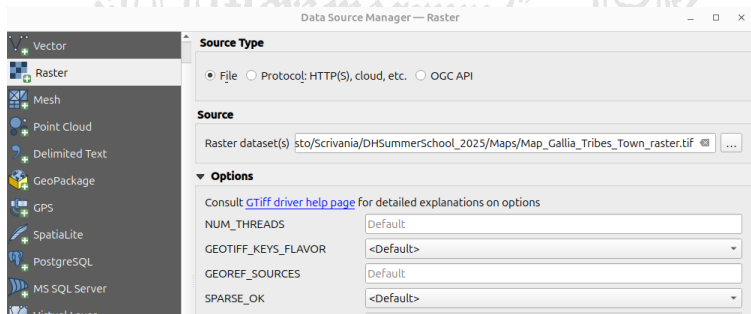 Data Source Manager — Raster
Vector
Raster
Mesh
Point Cloud
Delimited Text
GeoPackage
GPS
SpatiaLite
PostgreSQL
MS SQL Server
Source Type
File
Protocol: HTTP(S), cloud, etc.
OGC API
Source
Raster dataset(s) sto/Scrivania/DHSummerSchool_2025/Maps/Map_Gallia_Tribes_Town_raster.tif ...
Options
Consult GTiff driver help page for detailed explanations on options
NUM_THREADS Default
GEOTIFF_KEYS_FLAVOR <Default>
GEOREF_SOURCES Default
SPARSE_OK <Default>